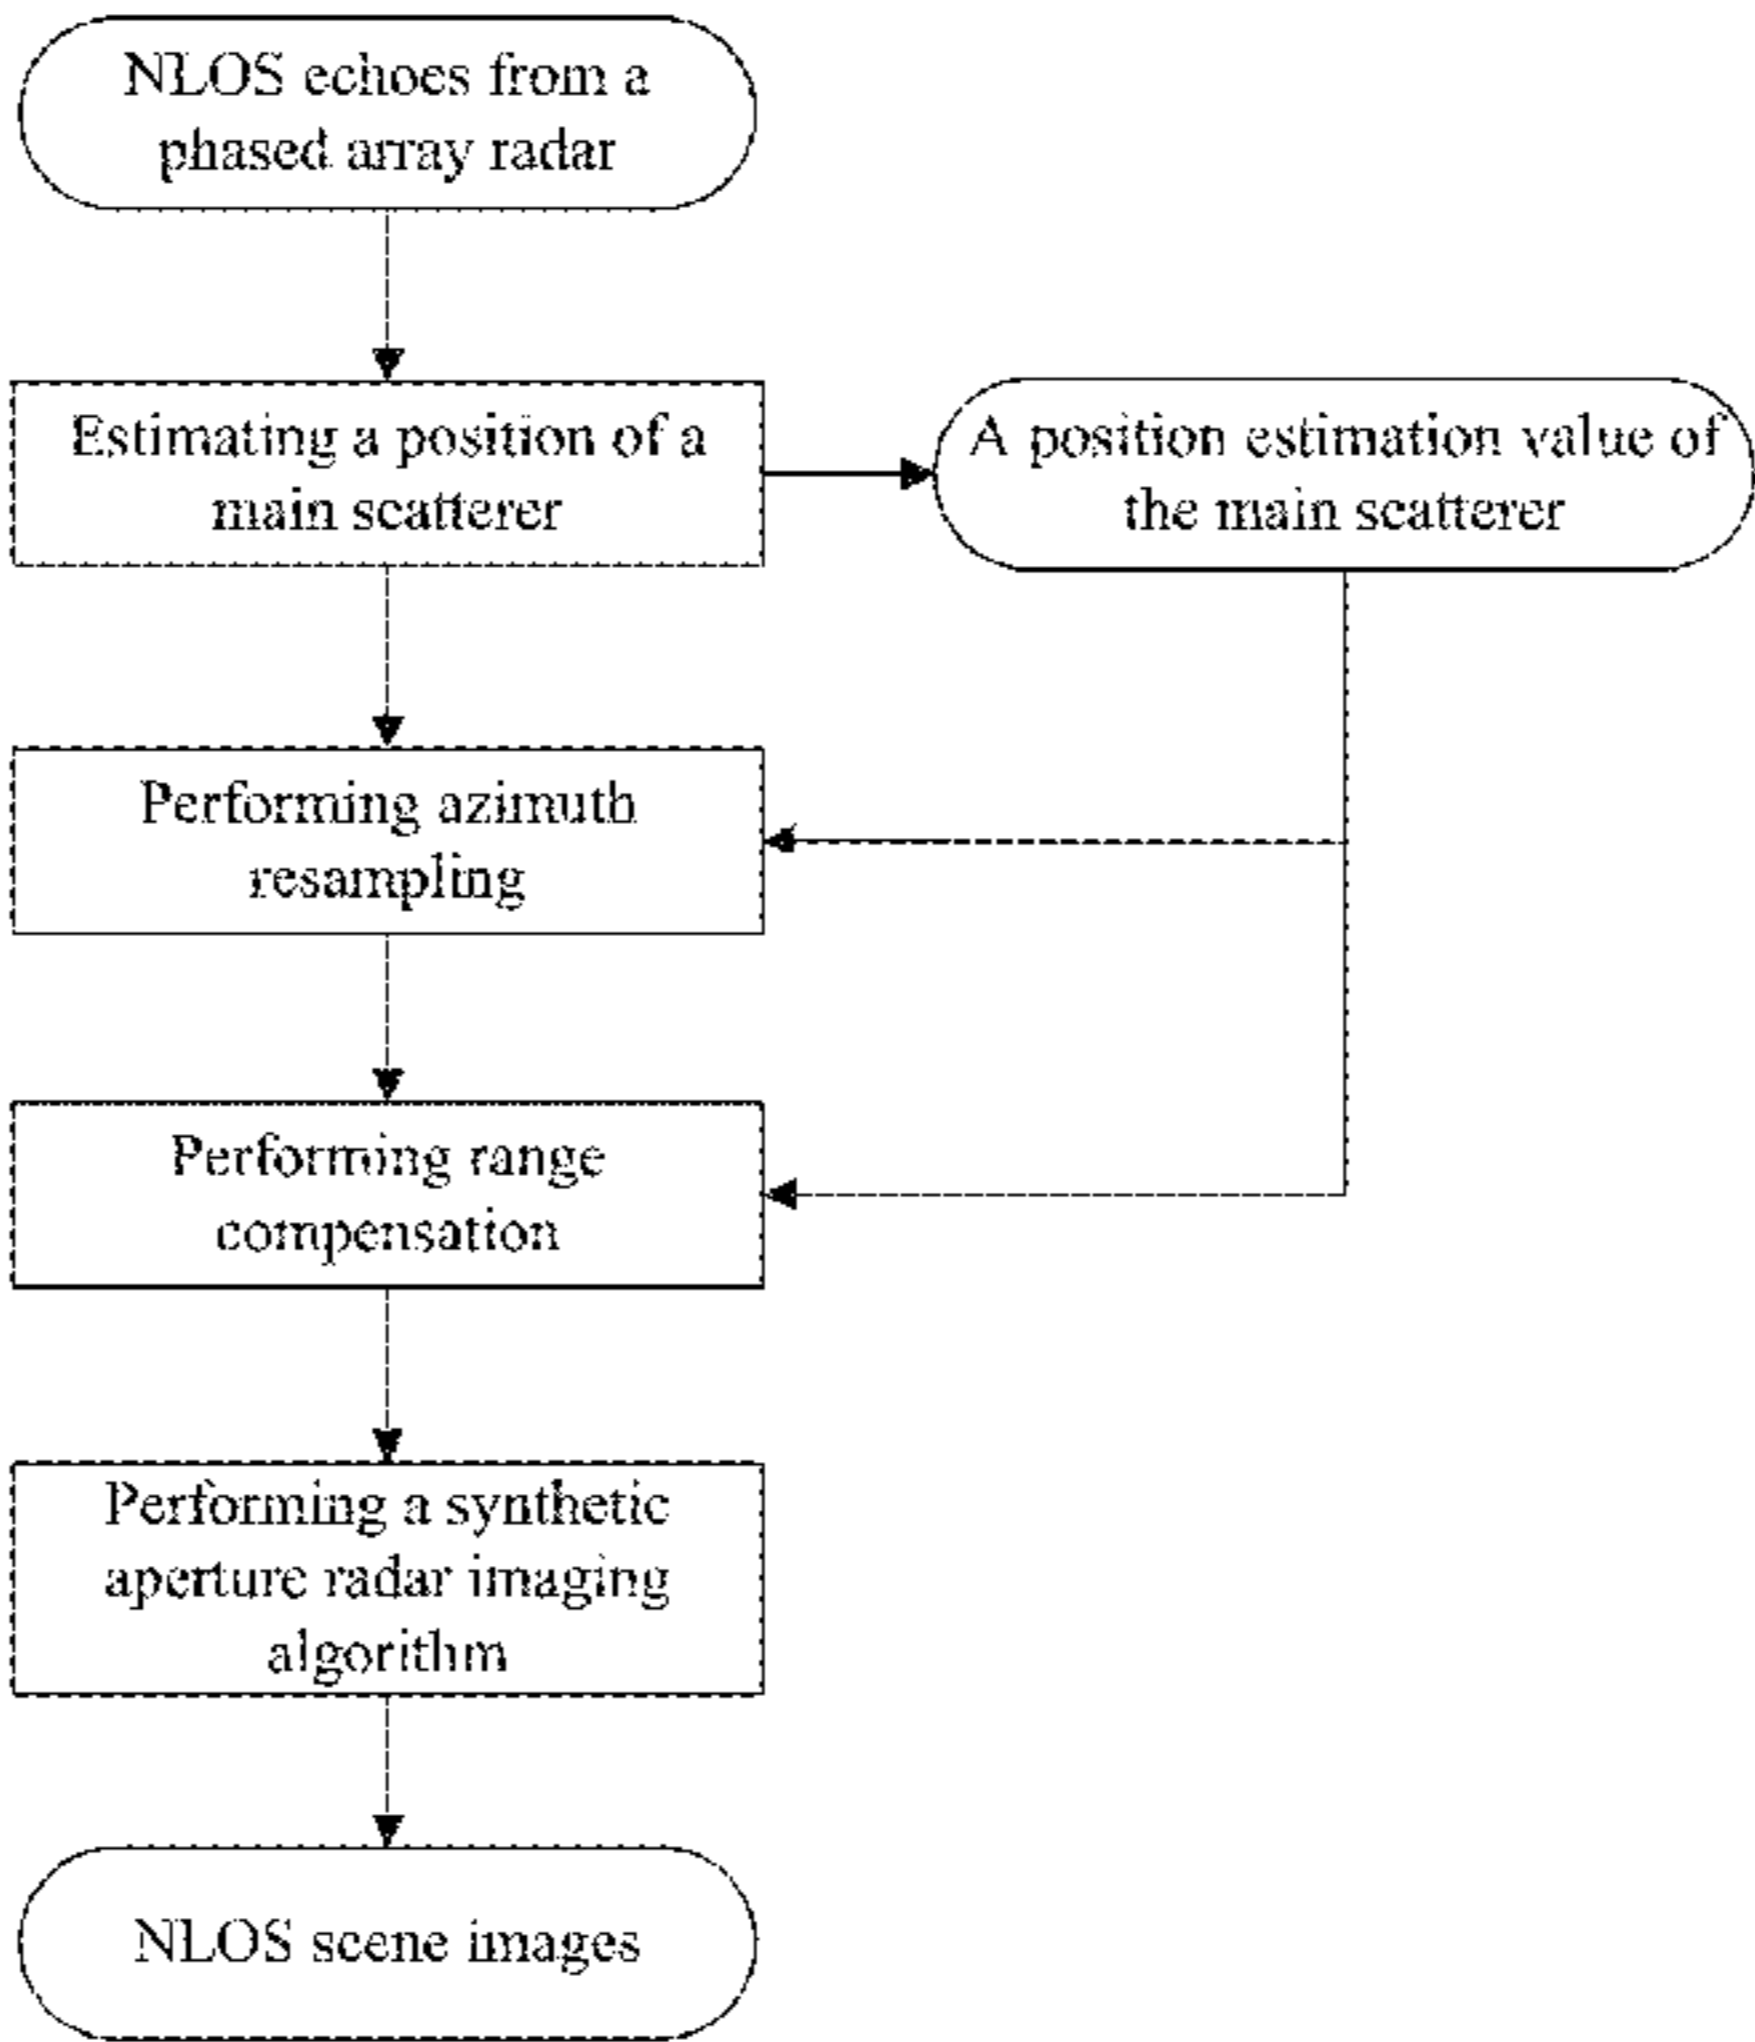 NLOS echoes from a
phased array radar
Estimating a position of a
main scatterer
A position estimation value of
the main scatterer
Performing azimuth
resampling
Performing range
compensation
Performing a synthetic
aperture radar imaging
algorithm
NLOS scene images